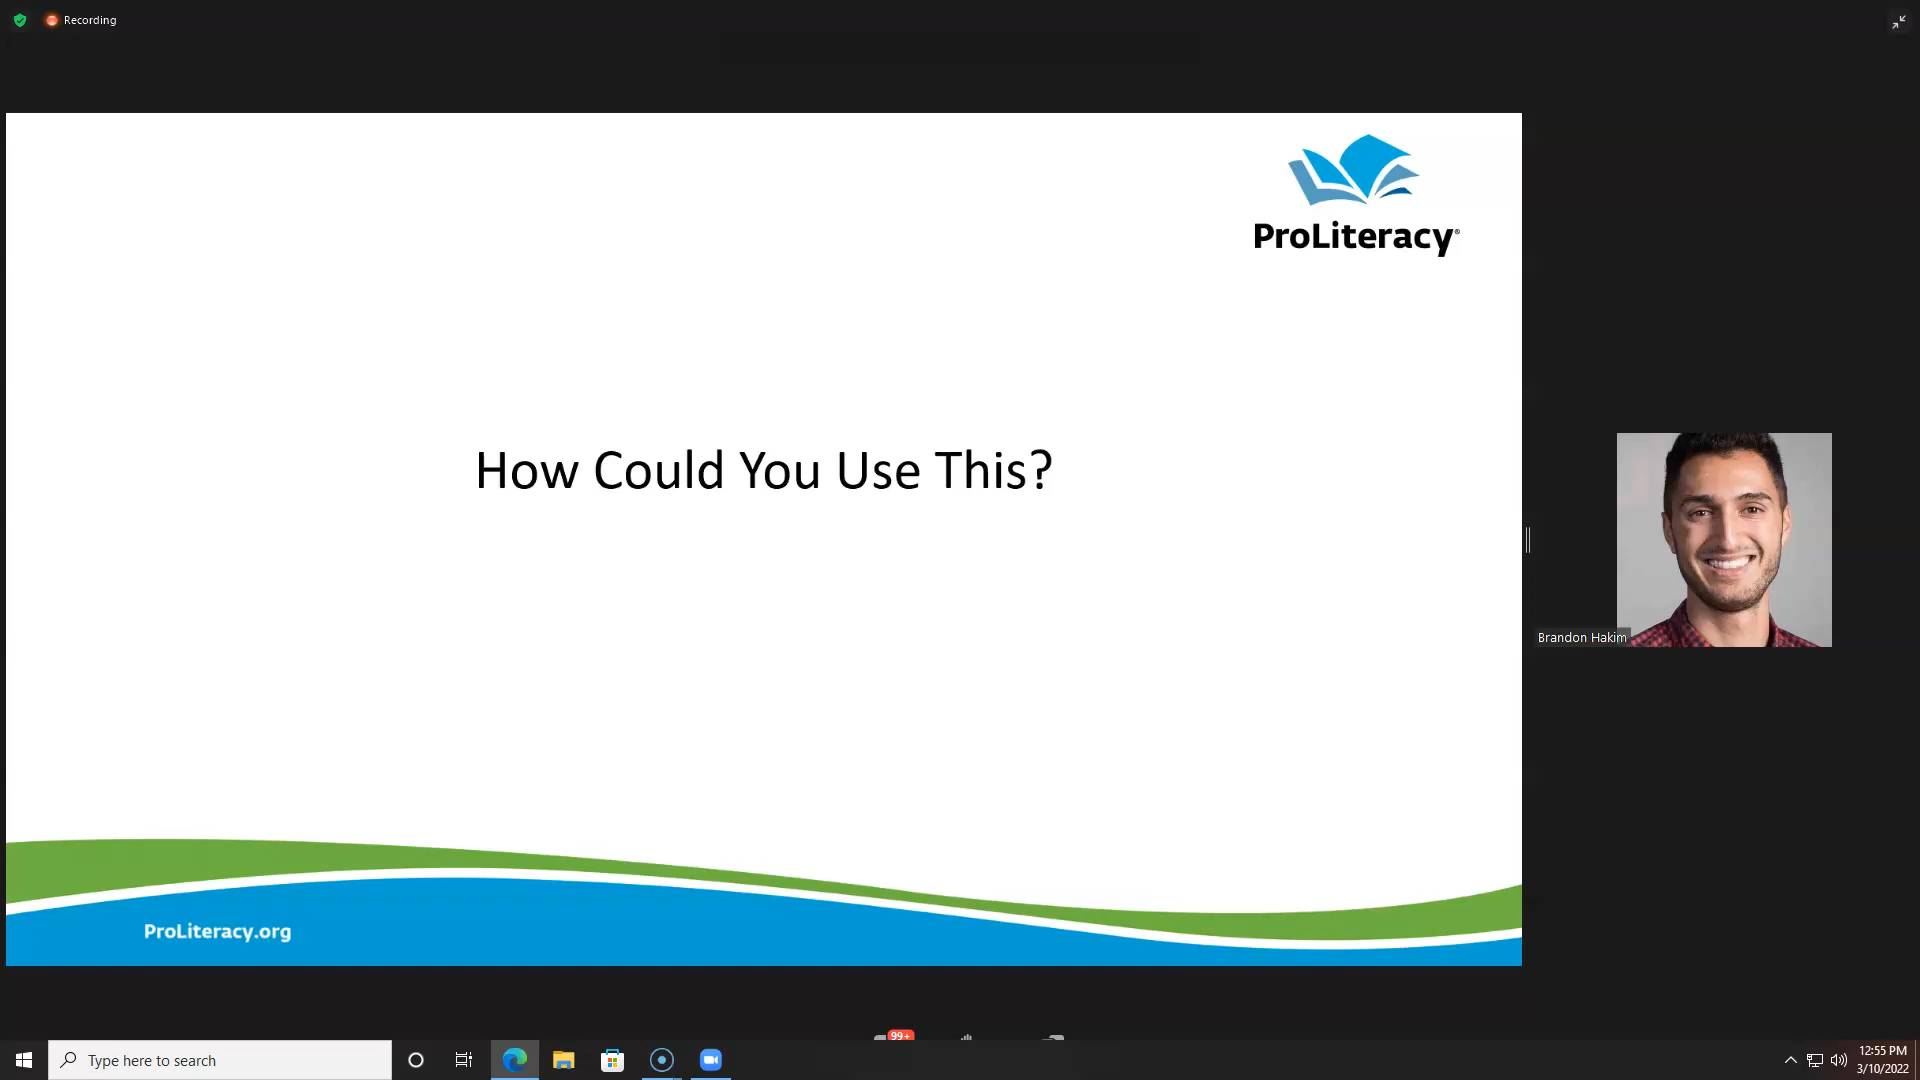 Recording
ProLiteracy®
How Could You Use This?
Brandon Hakim
ProLiteracy.org
99+
Type here to search
12:55 PM
3/10/2022